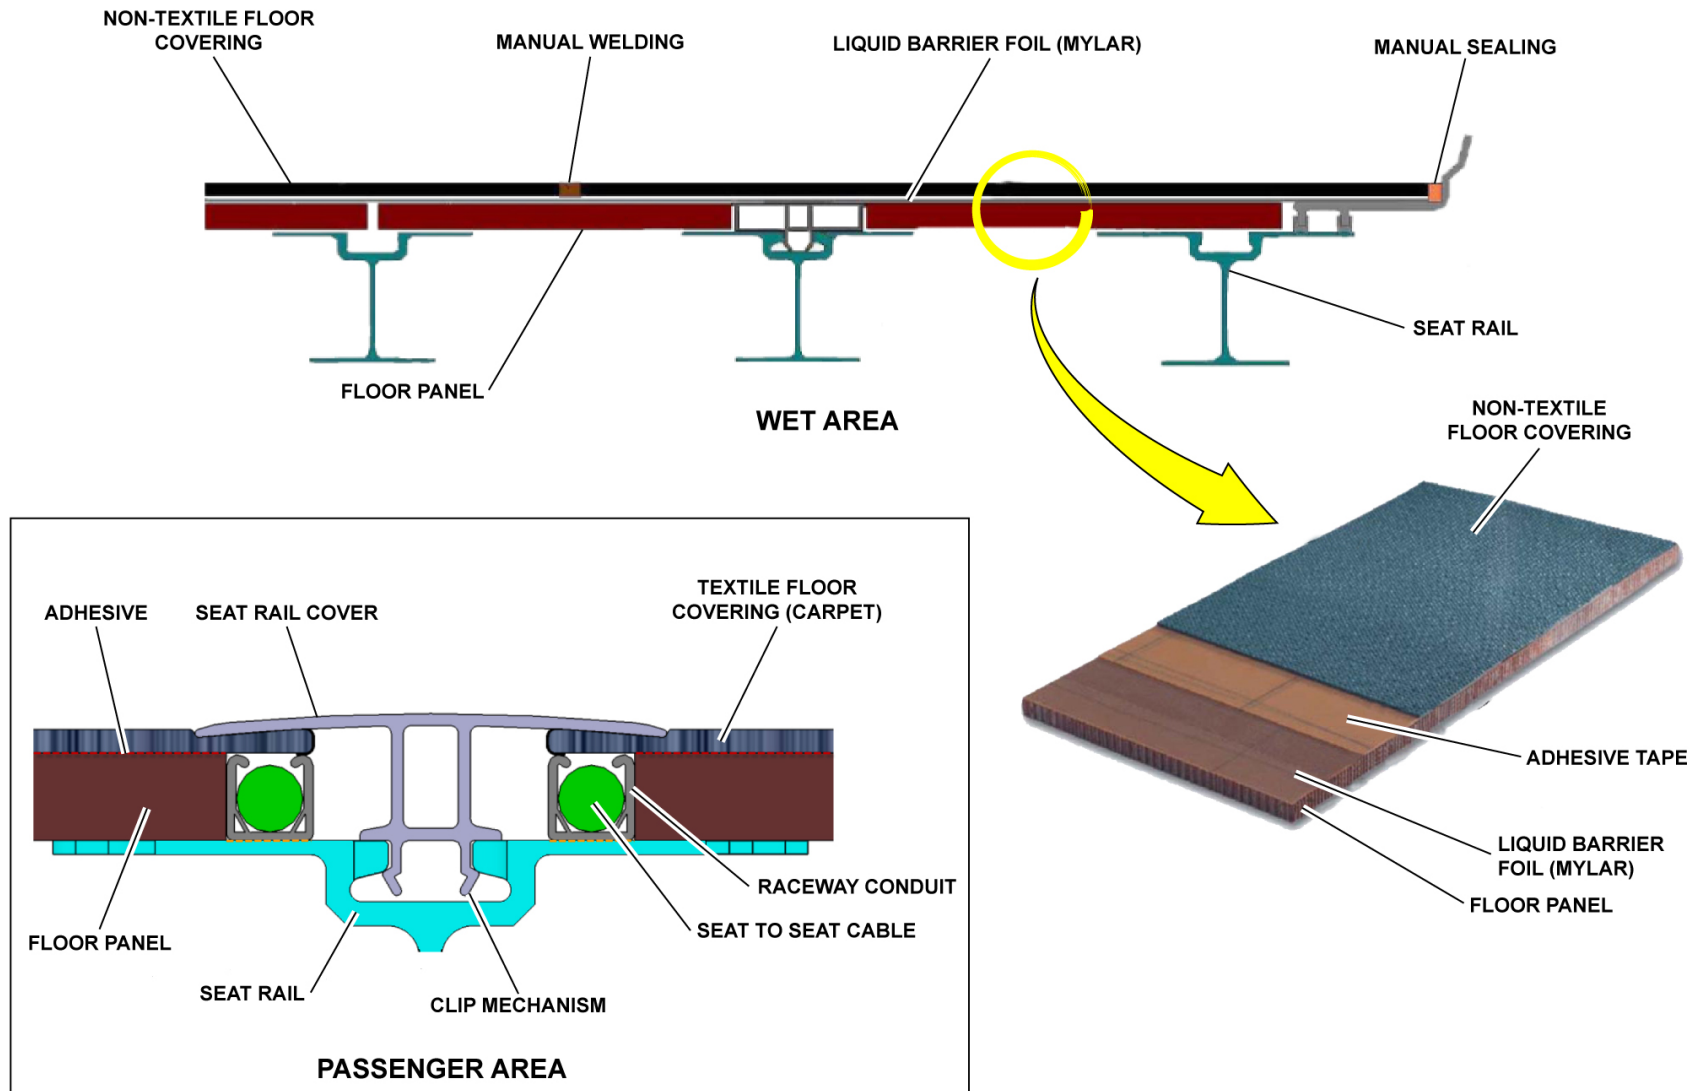 NON-TEXTILE FLOOR
COVERING
MANUAL WELDING
LIQUID BARRIER FOIL (MYLAR)
MANUAL SEALING
SEAT RAIL
FLOOR PANEL
WET AREA
NON-TEXTILE
FLOOR COVERING
ADHESIVE TAPE
LIQUID BARRIER
FOIL (MYLAR)
FLOOR PANEL
ADHESIVE
SEAT RAIL COVER
TEXTILE FLOOR
COVERING (CARPET)
RACEWAY CONDUIT
SEAT TO SEAT CABLE
FLOOR PANEL
SEAT RAIL
CLIP MECHANISM
PASSENGER AREA